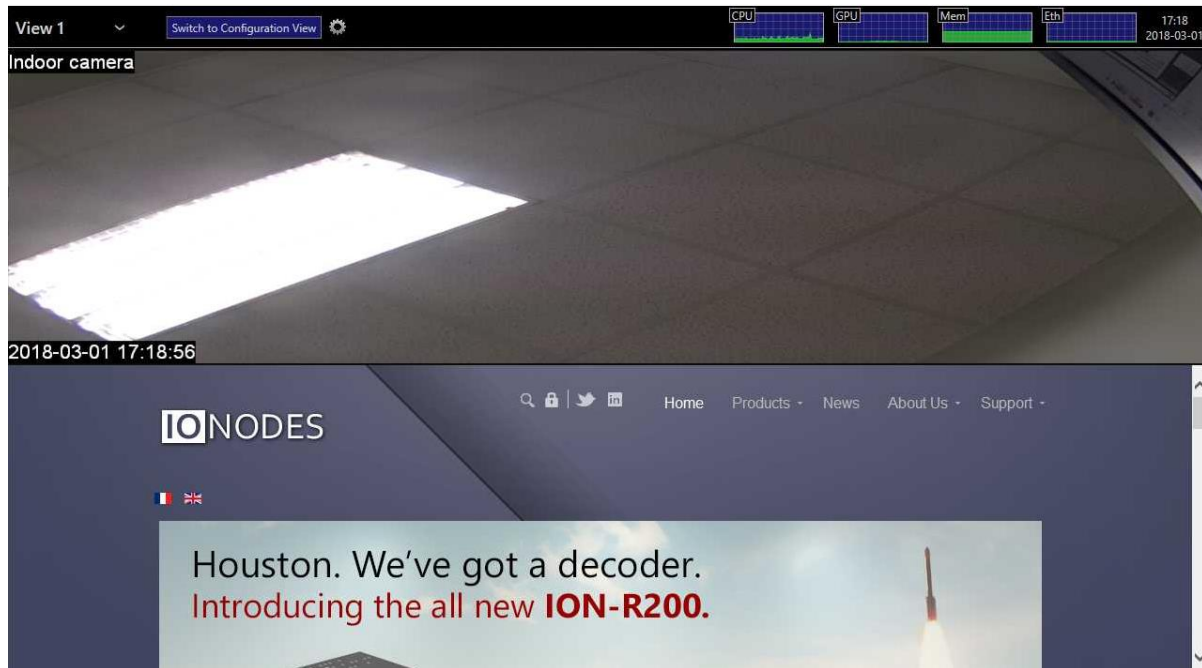 View 1 Switch to Configuration View CPU GPU Mem Eth 17:18
2018-03-01
Indoor camera
2018-03-01 17:18:56
IONODES
Home Products News About Us Support
Houston. We've got a decoder.
Introducing the all new ION-R200.